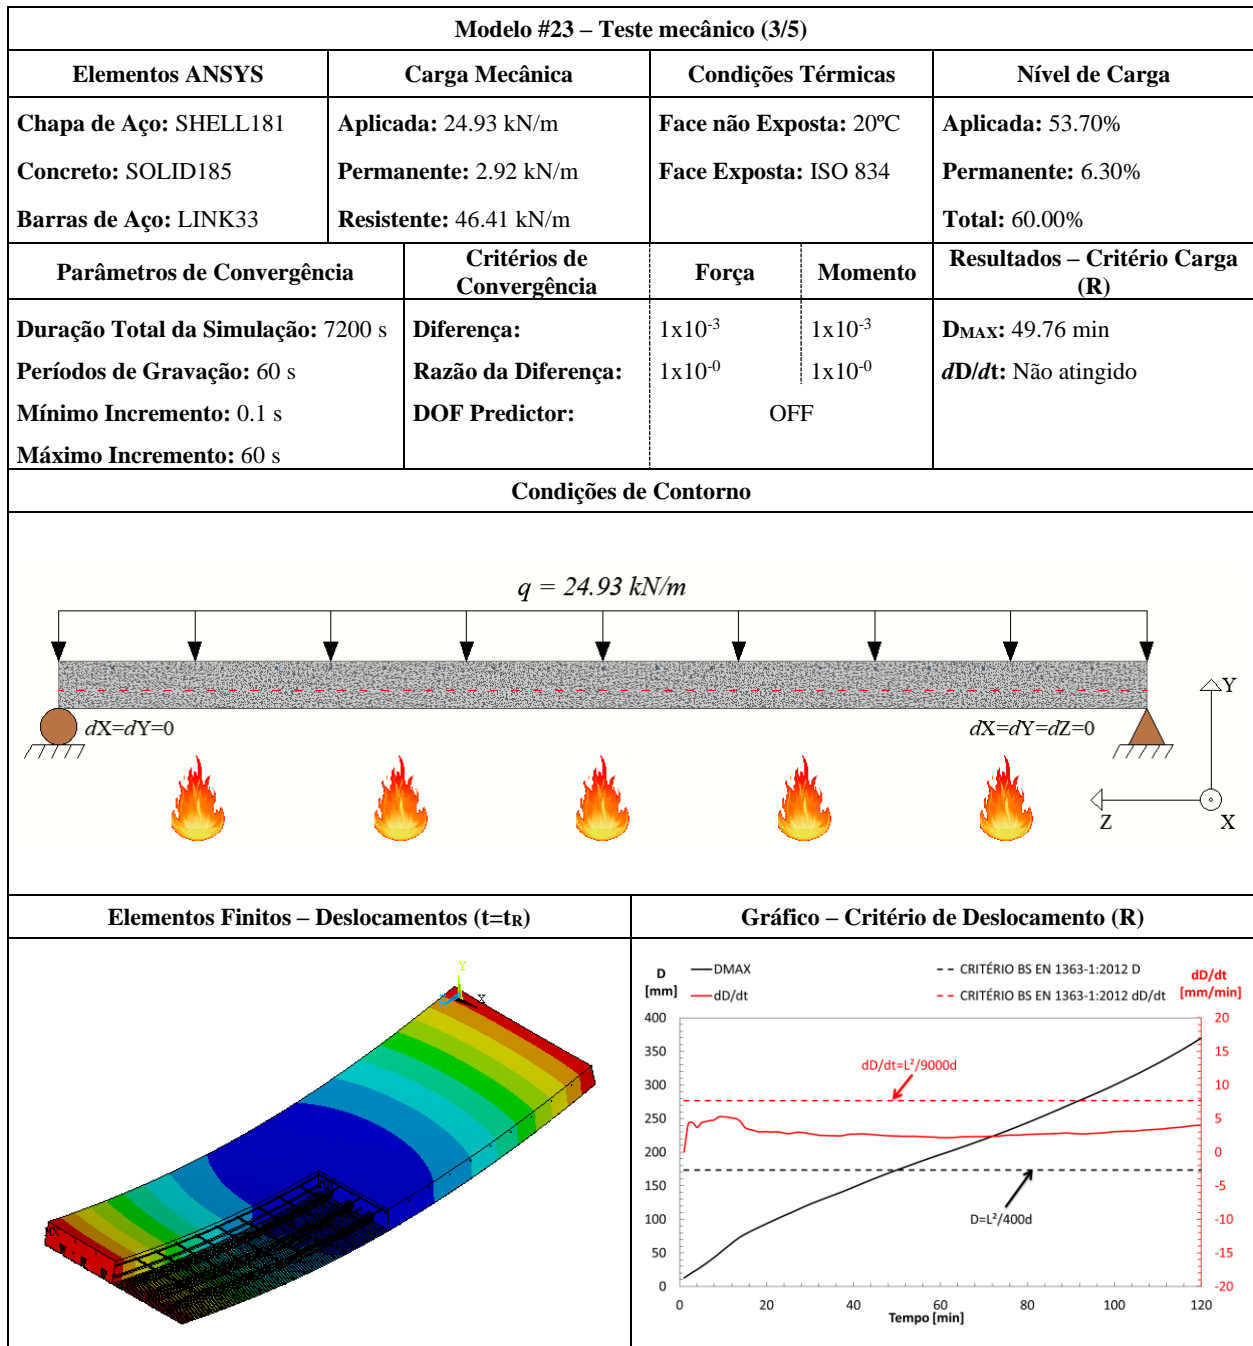 Modelo #23 – Teste mecânico (3/5)
Elementos ANSYS
Carga Mecânica
Condições Térmicas
Nível de Carga
Chapa de Aço: SHELL181
Concreto: SOLID185
Barras de Aço: LINK33
Aplicada: 24.93 kN/m
Permanente: 2.92 kN/m
Resistente: 46.41 kN/m
Face não Exposta: 20ºC
Face Exposta: ISO 834
Aplicada: 53.70%
Permanente: 6.30%
Total: 60.00%
Parâmetros de Convergência
Critérios de
Convergência
Força
Momento
Resultados – Critério Carga
(R)
Duração Total da Simulação: 7200 s
Períodos de Gravação: 60 s
Mínimo Incremento: 0.1 s
Máximo Incremento: 60 s
Diferença: 1x10⁻³ 1x10⁻³
Razão da Diferença: 1x10⁻⁰ 1x10⁻⁰
DOF Predictor: OFF
DMAX: 49.76 min
dD/dt: Não atingido
Condições de Contorno
q = 24.93 kN/m
dX=dY=0
dX=dY=dZ=0
Y
Z
X
Elementos Finitos – Deslocamentos (t=tR)
Y
X
MX
Gráfico – Critério de Deslocamento (R)
D
[mm]
DMAX
dD/dt
CRITÉRIO BS EN 1363-1:2012 D
CRITÉRIO BS EN 1363-1:2012 dD/dt
dD/dt
[mm/min]
400
350
300
250
200
150
100
50
0
20
15
10
5
0
-5
-10
-15
-20
dD/dt=L²/9000d
D=L²/400d
0 20 40 60 80 100 120
Tempo [min]